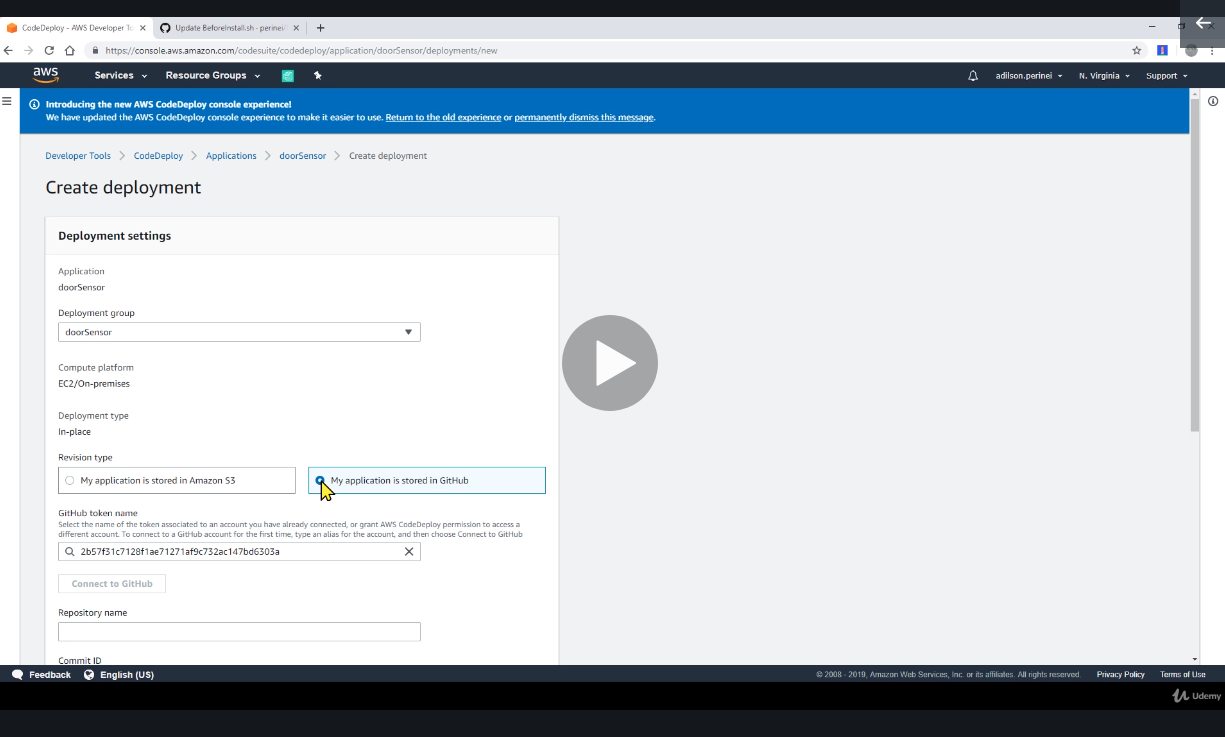 CodeDeploy - AWS Developer To
Update BeforeInstall.sh · perinei/
https://console.aws.amazon.com/codesuite/codedeploy/application/doorSensor/deployments/new
aws
Services
Resource Groups
adilson.perinei
N. Virginia
Support
Introducing the new AWS CodeDeploy console experience!
We have updated the AWS CodeDeploy console experience to make it easier to use. Return to the old experience or permanently dismiss this message.
Developer Tools > CodeDeploy > Applications > doorSensor > Create deployment
Create deployment
Deployment settings
Application
doorSensor
Deployment group
doorSensor
Compute platform
EC2/On-premises
Deployment type
In-place
Revision type
My application is stored in Amazon S3
My application is stored in GitHub
GitHub token name
Select the name of the token associated to an account you have already connected, or grant AWS CodeDeploy permission to access a
different account. To connect to a GitHub account for the first time, type an alias for the account, and then choose Connect to GitHub
2b57f31c7128f1ae71271af9c732ac147bd6303a
Connect to GitHub
Repository name
Commit ID
Feedback
English (US)
© 2008 - 2019, Amazon Web Services, Inc. or its affiliates. All rights reserved.
Privacy Policy
Terms of Use
Udemy